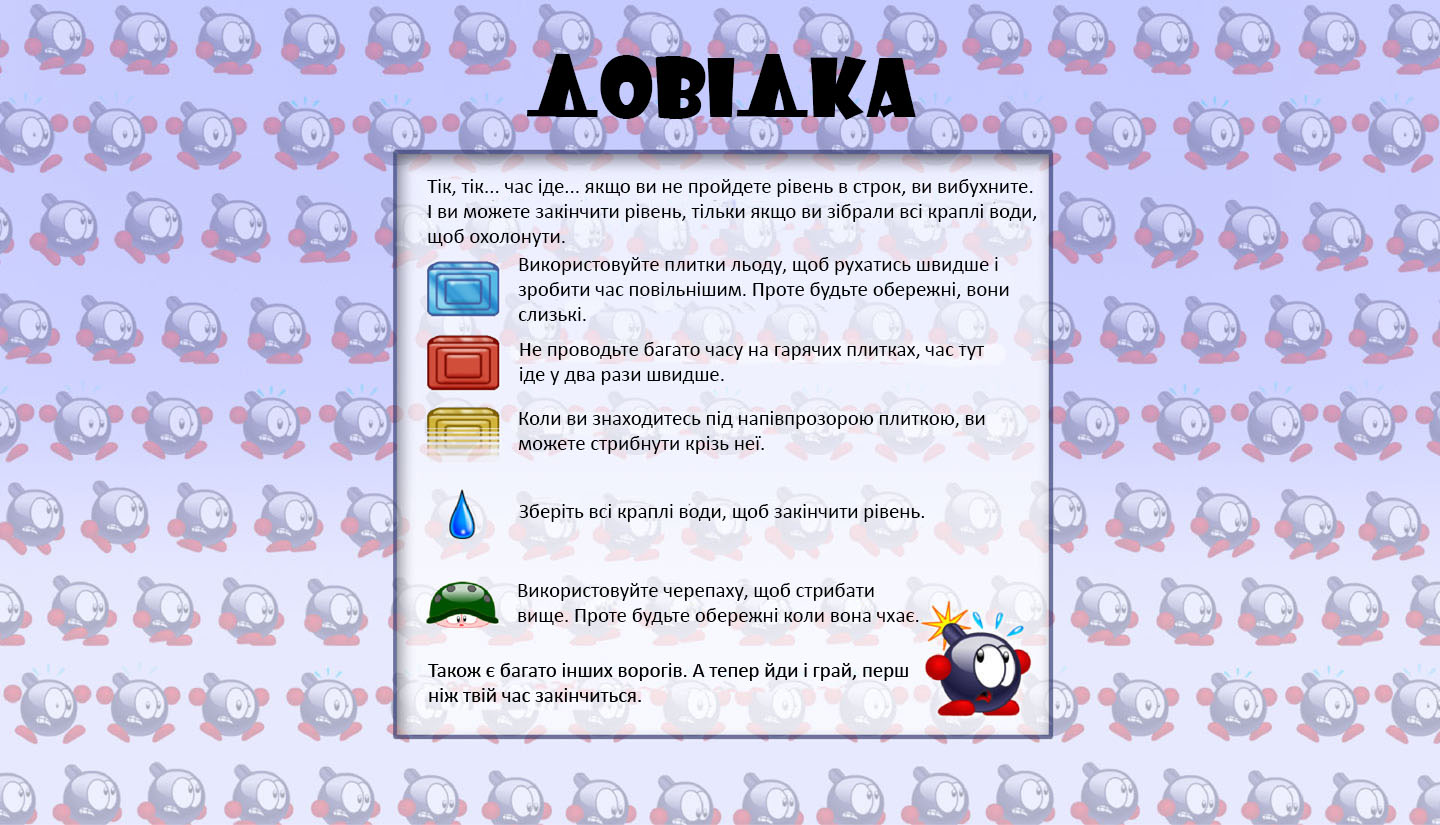 ДОВІДКА
Тік, тік... час іде... якщо ви не пройдете рівень в строк, ви вибухните.
І ви можете закінчити рівень, тільки якщо ви зібрали всі краплі води,
щоб охолонути.
Використовуйте плитки льоду, щоб рухатись швидше і
зробити час повільнішим. Проте будьте обережні, вони
слизькі.
Не проводьте багато часу на гарячих плитках, час тут
іде у два рази швидше.
Коли ви знаходитесь під напівпрозорою плиткою, ви
можете стрибнути крізь неї.
Зберіть всі краплі води, щоб закінчити рівень.
Використовуйте черепаху, щоб стрибати
вище. Проте будьте обережні коли вона чхає.
Також є багато інших ворогів. А тепер йди і грай, перш
ніж твій час закінчиться.